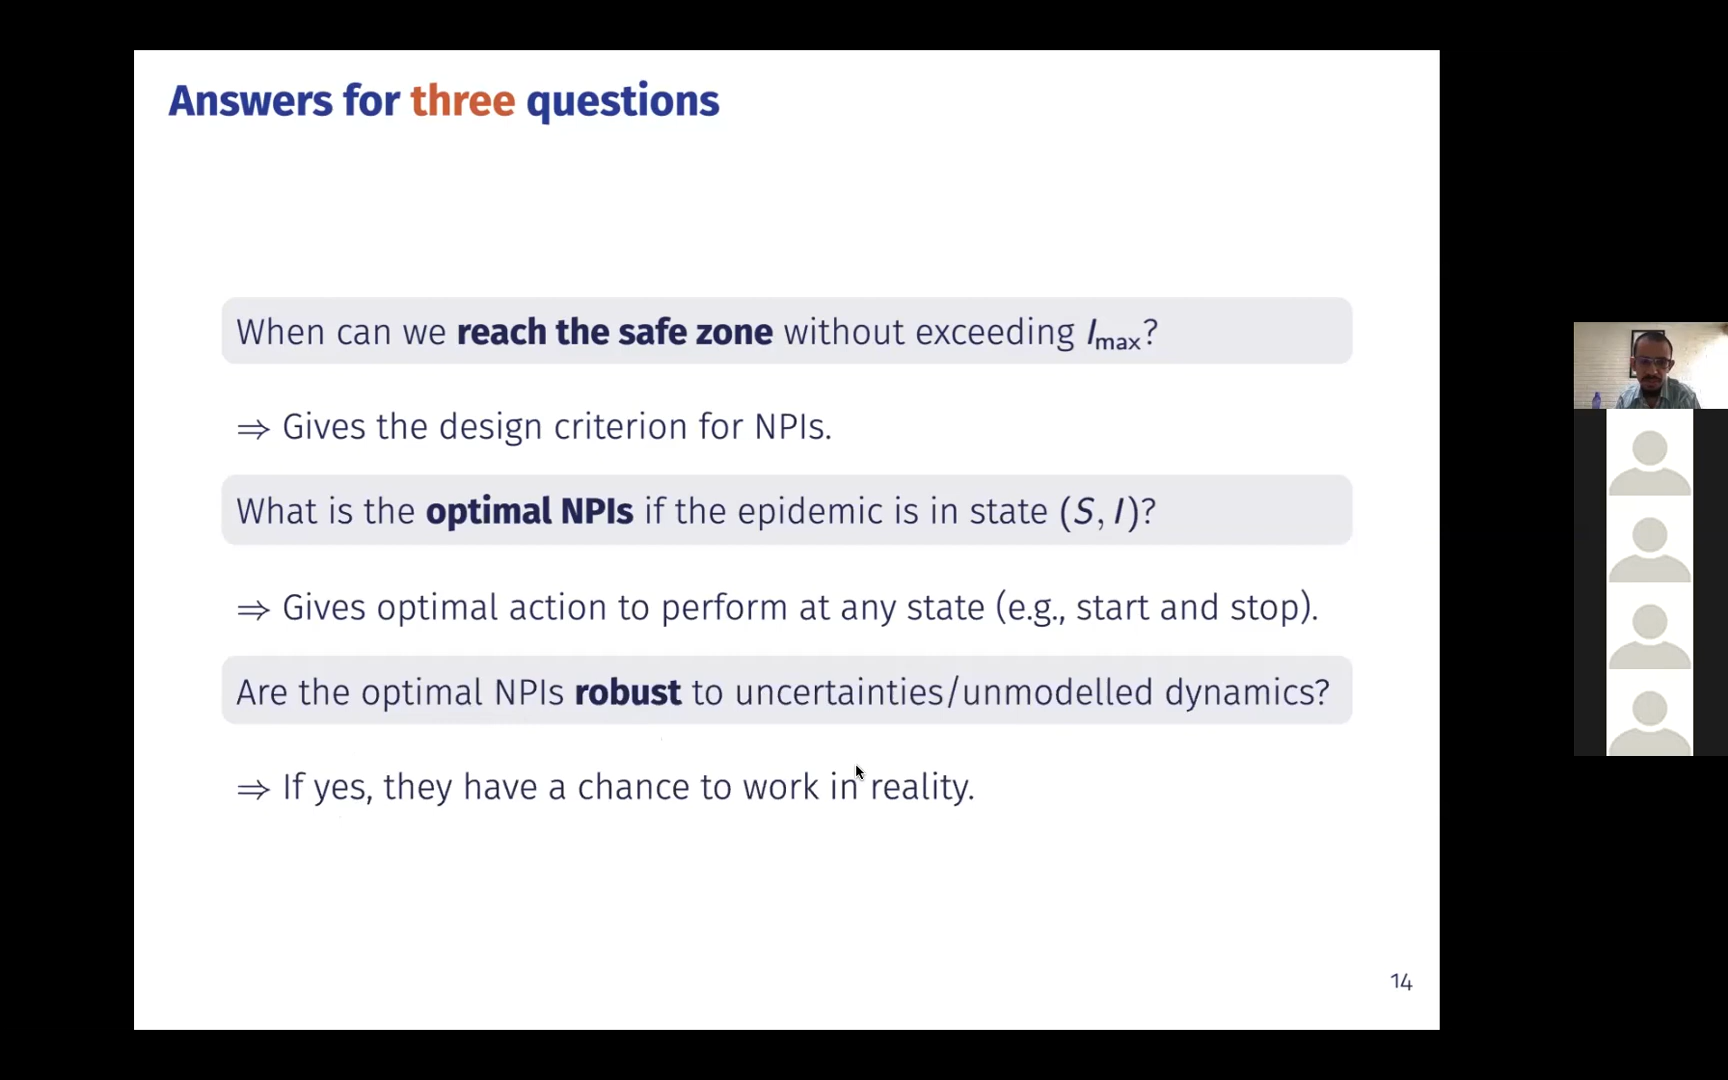 Answers for three questions
When can we reach the safe zone without exceeding Imax?
⇒ Gives the design criterion for NPIs.
What is the optimal NPIs if the epidemic is in state (S, I)?
⇒ Gives optimal action to perform at any state (e.g., start and stop).
Are the optimal NPIs robust to uncertainties/unmodelled dynamics?
⇒ If yes, they have a chance to work in reality.
14